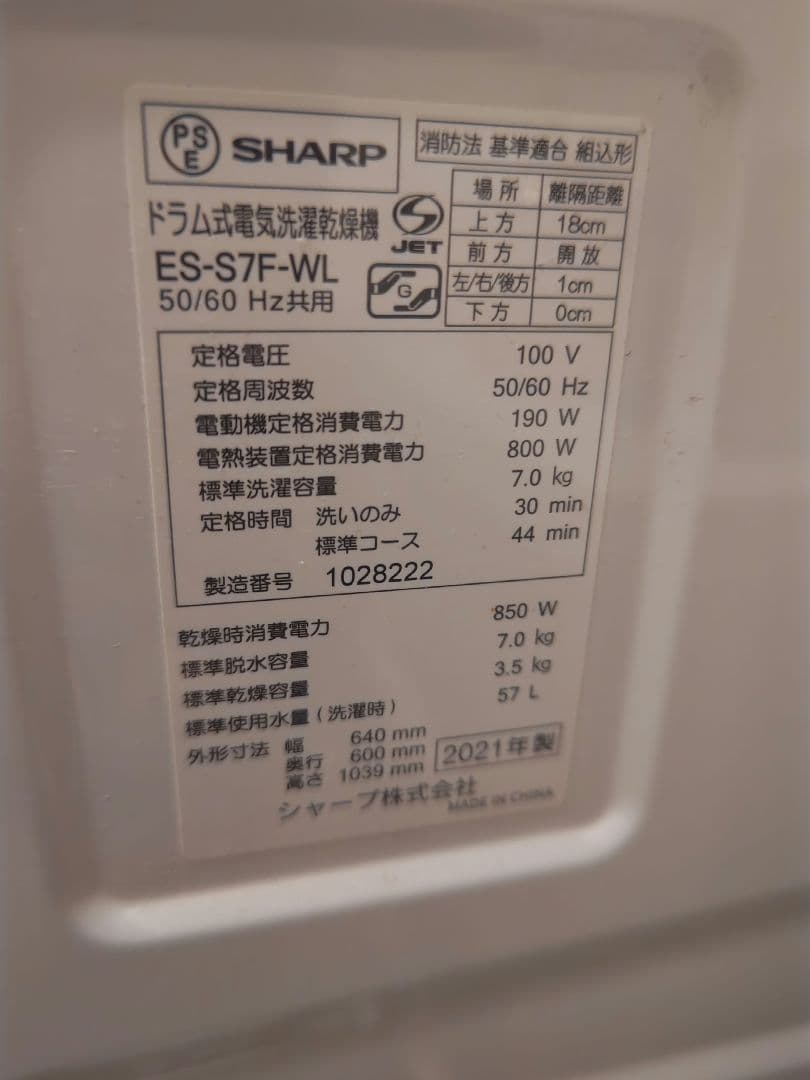 PSE SHARP
消防法 基準適合 組込形
場所 離隔距離
上方 18cm
前方 開放
左/右/後方 1cm
下方 0cm
ドラム式電気洗濯乾燥機
JET
ES-S7F-WL
G
50/60 Hz共用
定格電圧 100 V
定格周波数 50/60 Hz
電動機定格消費電力 190 W
電熱装置定格消費電力 800 W
標準洗濯容量 7.0 kg
定格時間 洗いのみ 30 min
標準コース 44 min
製造番号 1028222
乾燥時消費電力 850 W
標準脱水容量 7.0 kg
標準乾燥容量 3.5 kg
標準使用水量(洗濯時) 57 L
外形寸法 幅 640 mm
奥行 600 mm
高さ 1039 mm
2021年製
シャープ株式会社
MADE IN CHINA